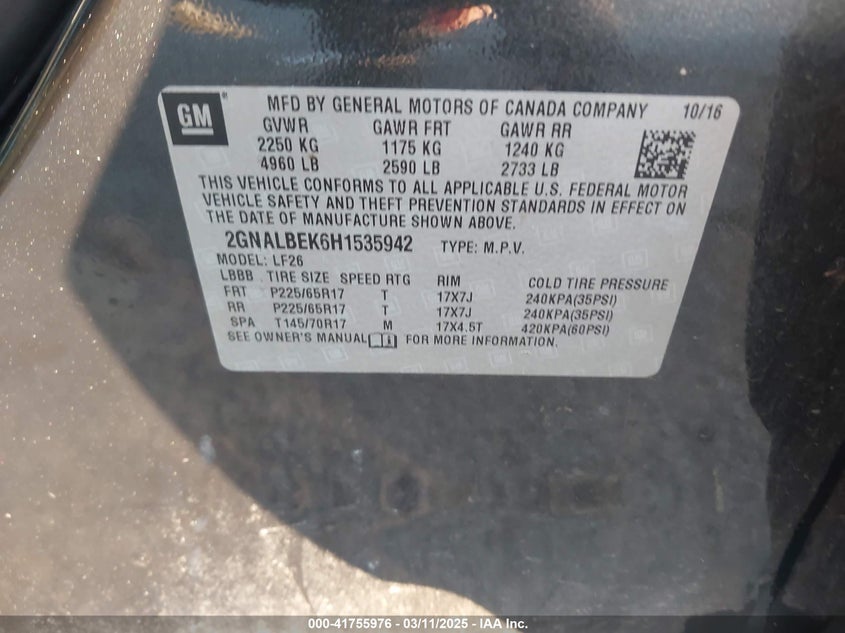 GM
MFD BY GENERAL MOTORS OF CANADA COMPANY 10/16
GVWR GAWR FRT GAWR RR
2250 KG 1175 KG 1240 KG
4960 LB 2590 LB 2733 LB
THIS VEHICLE CONFORMS TO ALL APPLICABLE U.S. FEDERAL MOTOR
VEHICLE SAFETY AND THEFT PREVENTION STANDARDS IN EFFECT ON
THE DATE OF MANUFACTURE SHOWN ABOVE.
2GNALBEK6H1535942 TYPE: M.P.V.
MODEL: LF26
LBBB TIRE SIZE SPEED RTG RIM COLD TIRE PRESSURE
FRT P225/65R17 T 17X7J 240KPA(35PSI)
RR P225/65R17 T 17X7J 240KPA(35PSI)
SPA T145/70R17 M 17X4.5T 420KPA(60PSI)
SEE OWNER'S MANUAL FOR MORE INFORMATION.
000-41755976 - 03/11/2025 - IAA Inc.